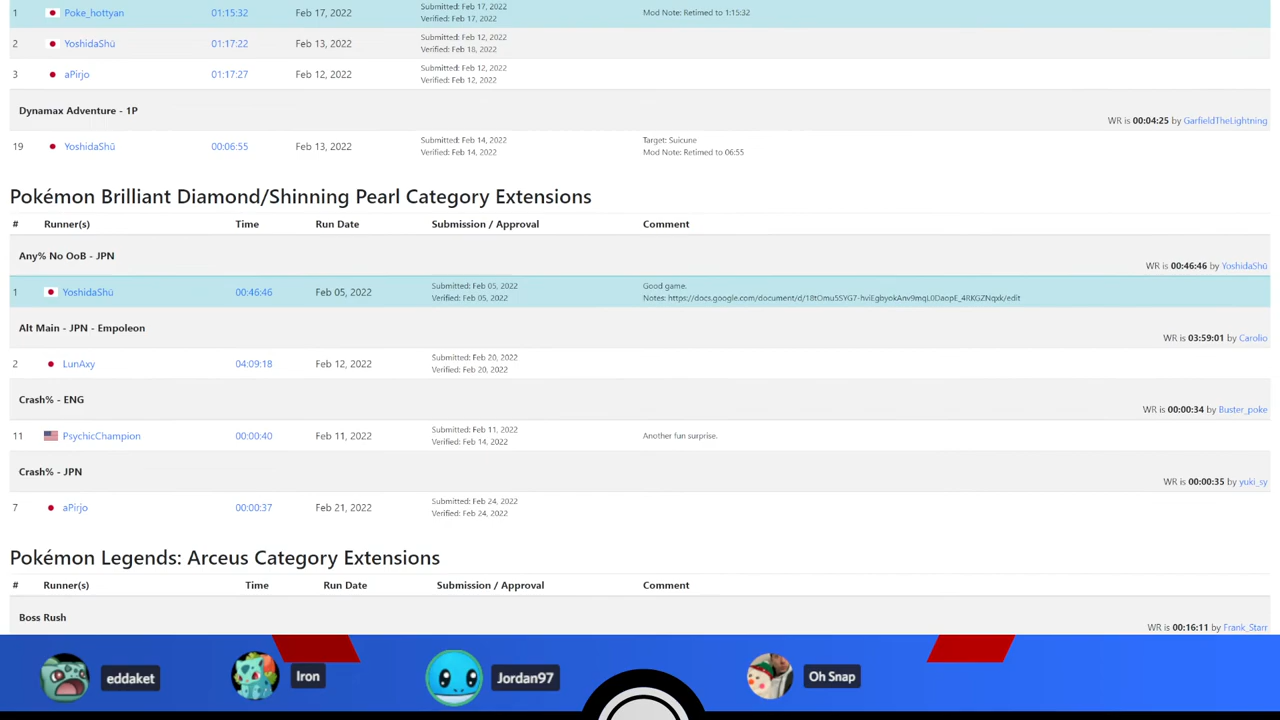 1 Poke_hottyan 01:15:32 Feb 17, 2022 Submitted: Feb 17, 2022 Mod Note: Retimed to 1:15:32
Verified: Feb 17, 2022
2 YoshidaShū 01:17:22 Feb 13, 2022 Submitted: Feb 12, 2022
Verified: Feb 18, 2022
3 aPirjo 01:17:27 Feb 12, 2022 Submitted: Feb 12, 2022
Verified: Feb 12, 2022
Dynamax Adventure - 1P
WR is 00:04:25 by GarfieldTheLightning
19 YoshidaShū 00:06:55 Feb 13, 2022 Submitted: Feb 14, 2022 Target: Suicune
Verified: Feb 14, 2022 Mod Note: Retimed to 06:55
Pokémon Brilliant Diamond/Shinning Pearl Category Extensions
# Runner(s) Time Run Date Submission / Approval Comment
Any% No OoB - JPN
WR is 00:46:46 by YoshidaShū
1 YoshidaShū 00:46:46 Feb 05, 2022 Submitted: Feb 05, 2022 Good game.
Verified: Feb 05, 2022 Notes: https://docs.google.com/document/d/18tOmu5SYG7-hviEgbyokAnv9mqL0DaopE_4RKGZNqxk/edit
Alt Main - JPN - Empoleon
WR is 03:59:01 by Carolio
2 LunAxy 04:09:18 Feb 12, 2022 Submitted: Feb 20, 2022
Verified: Feb 20, 2022
Crash% - ENG
WR is 00:00:34 by Buster_poke
11 PsychicChampion 00:00:40 Feb 11, 2022 Submitted: Feb 11, 2022 Another fun surprise.
Verified: Feb 14, 2022
Crash% - JPN
WR is 00:00:35 by yuki_sy
7 aPirjo 00:00:37 Feb 21, 2022 Submitted: Feb 24, 2022
Verified: Feb 24, 2022
Pokémon Legends: Arceus Category Extensions
# Runner(s) Time Run Date Submission / Approval Comment
Boss Rush
WR is 00:16:11 by Frank_Starr
eddaket Iron Jordan97 Oh Snap